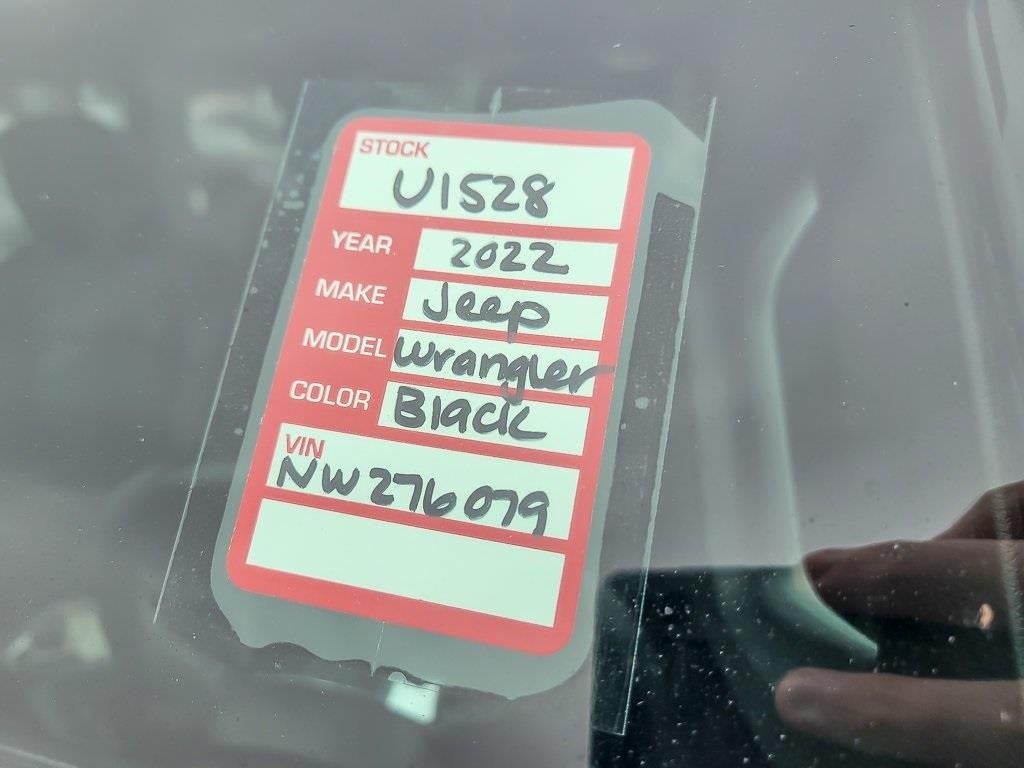 STOCK
U1528
YEAR 2022
MAKE Jeep
MODEL Wrangler
COLOR Black
VIN
NW276079